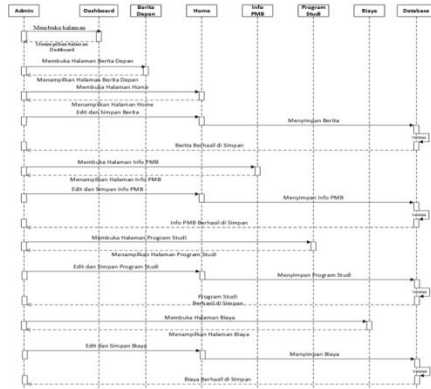 Admin
Dashboard
Berita
Depan
Home
Info
PMB
Program
Studi
Biaya
Database
Membuka halaman
Menampilkan halaman
Dashboard
Membuka Halaman Berita Depan
Menampilkan Halaman Berita Depan
Membuka Halaman Home
Menampilkan Halaman Home
Edit dan Simpan Berita
Menyimpan Berita
Berita Berhasil di Simpan
Membuka Halaman Info PMB
Menampilkan Halaman Info PMB
Edit dan Simpan Info PMB
Menyimpan Info PMB
Info PMB Berhasil di Simpan
Membuka Halaman Program Studi
Menampilkan Halaman Program Studi
Edit dan Simpan Program Studi
Menyimpan Program Studi
Program Studi
Berhasil di Simpan
Membuka Halaman Biaya
Menampilkan Halaman Biaya
Edit dan Simpan Biaya
Menyimpan Biaya
Biaya Berhasil di Simpan